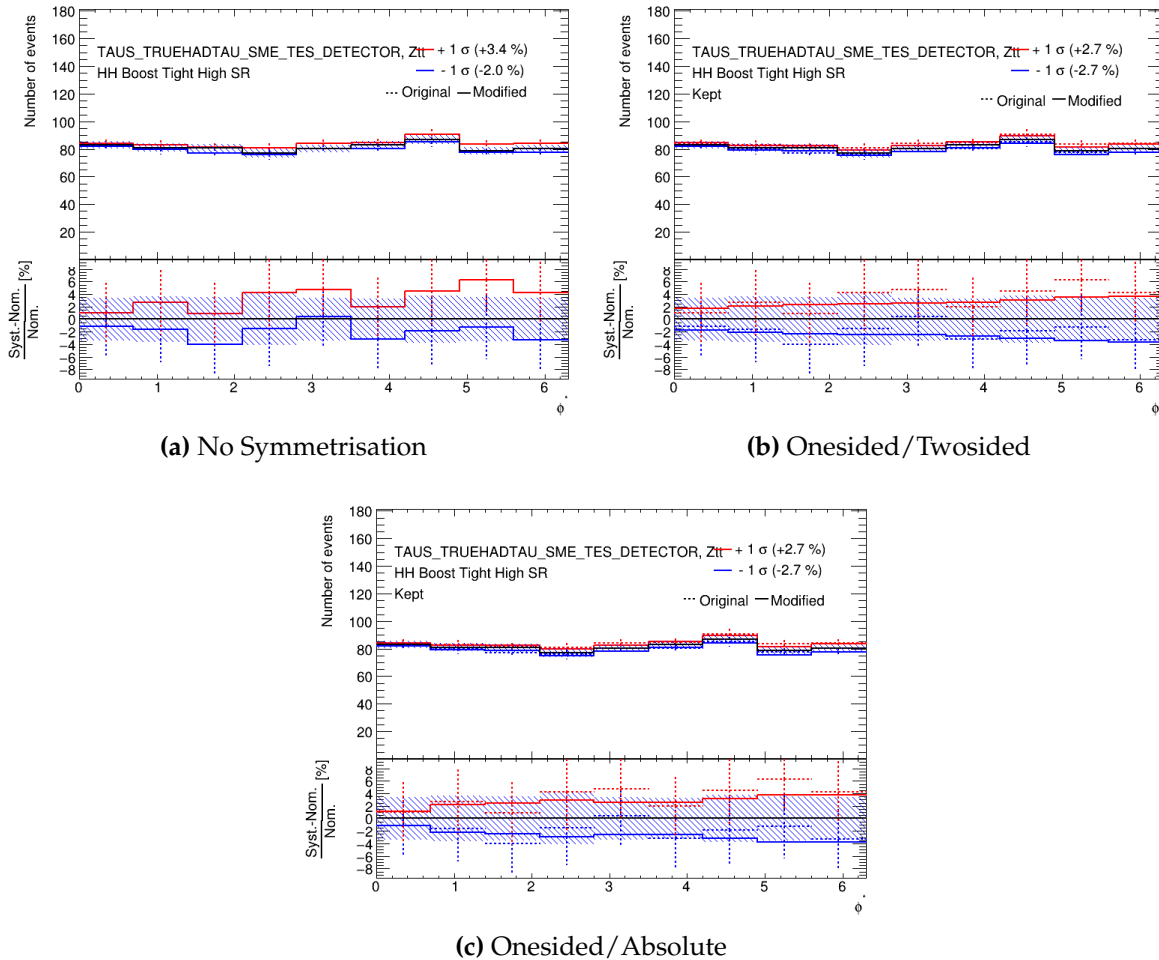 Number of events
180
160
140
120
100
80
60
40
20
TAUS_TRUEHADTAU_SME_TES_DETECTOR, Ztt
HH Boost Tight High SR
+ 1 σ (+3.4 %)
- 1 σ (-2.0 %)
Original Modified
Syst.-Nom.
Nom.
[%]
8
6
4
2
0
−2
−4
−6
−8
0 1 2 3 4 5 6
ϕ*
(a) No Symmetrisation
Number of events
180
160
140
120
100
80
60
40
20
TAUS_TRUEHADTAU_SME_TES_DETECTOR, Ztt
HH Boost Tight High SR
Kept
+ 1 σ (+2.7 %)
- 1 σ (-2.7 %)
Original Modified
Syst.-Nom.
Nom.
[%]
8
6
4
2
0
−2
−4
−6
−8
0 1 2 3 4 5 6
ϕ*
(b) Onesided/Twosided
Number of events
180
160
140
120
100
80
60
40
20
TAUS_TRUEHADTAU_SME_TES_DETECTOR, Ztt
HH Boost Tight High SR
Kept
+ 1 σ (+2.7 %)
- 1 σ (-2.7 %)
Original Modified
Syst.-Nom.
Nom.
[%]
8
6
4
2
0
−2
−4
−6
−8
0 1 2 3 4 5 6
ϕ*
(c) Onesided/Absolute